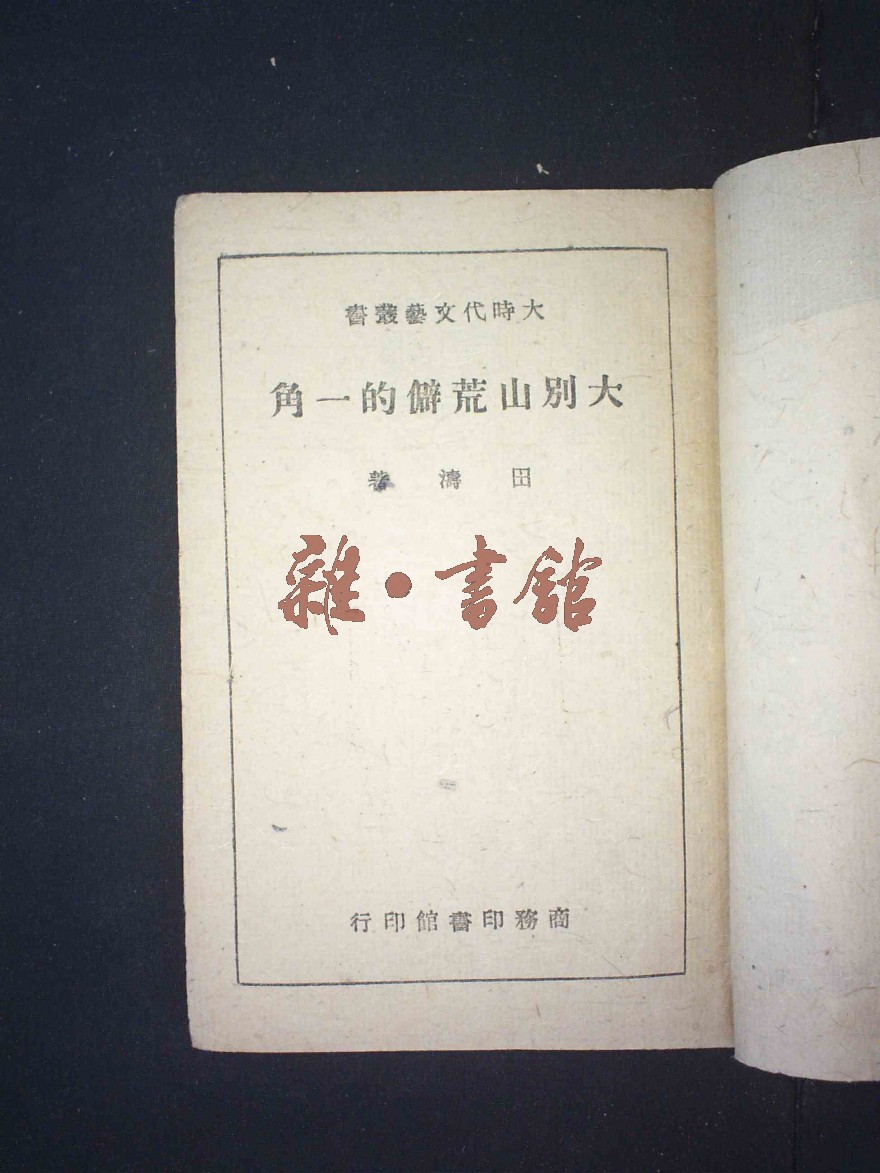 大時代文藝叢書
大別山荒僻的一角
田濤著
雜·書館
商務印書館印行